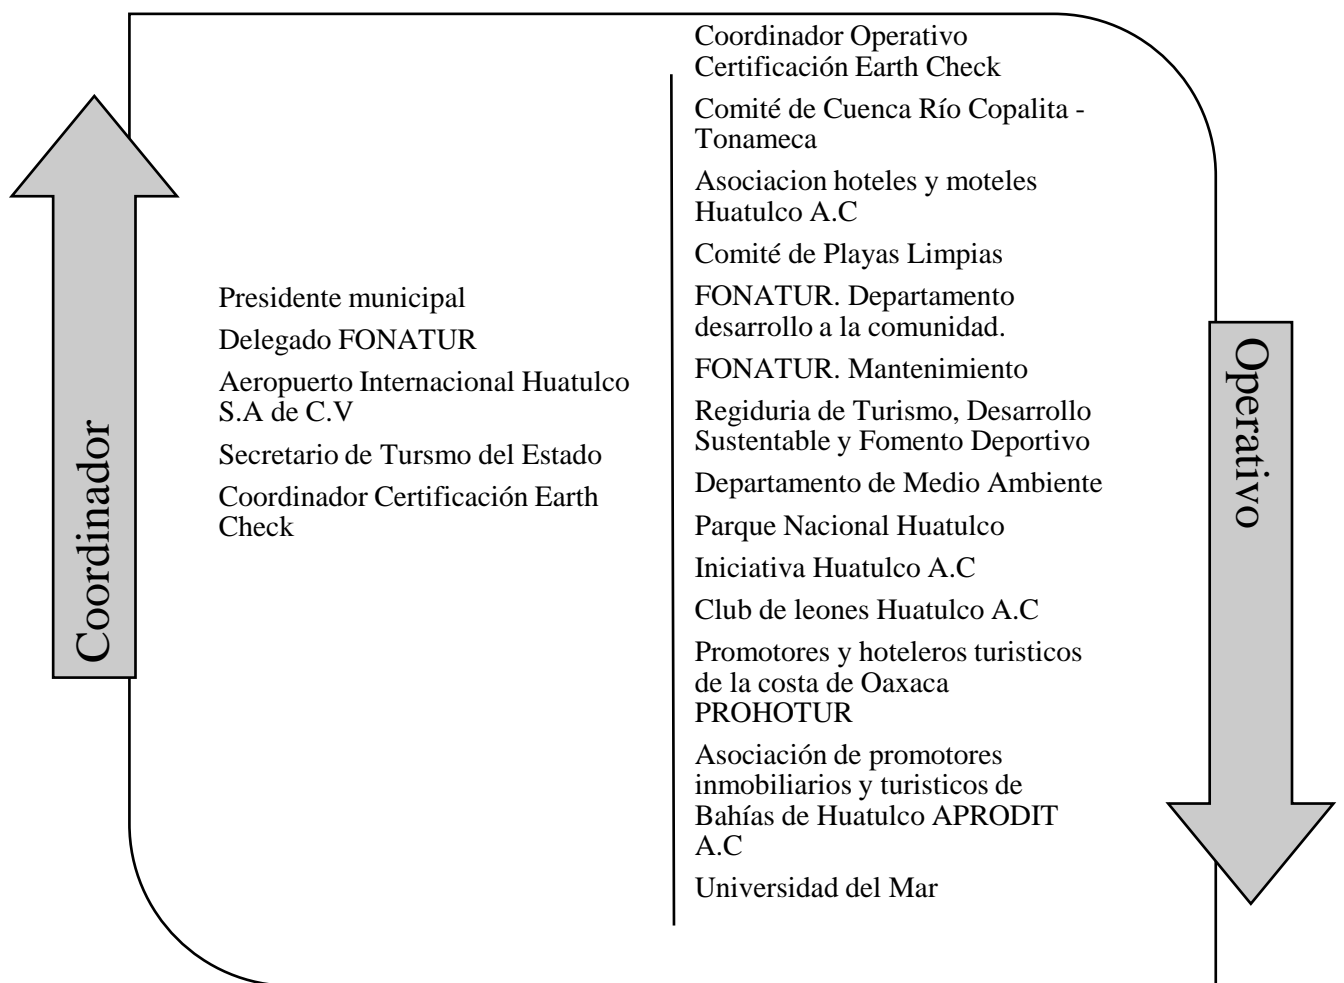 Coordinador
Presidente municipal
Delegado FONATUR
Aeropuerto Internacional Huatulco
S.A de C.V
Secretario de Tursmo del Estado
Coordinador Certificación Earth
Check
Coordinador Operativo
Certificación Earth Check
Comité de Cuenca Río Copalita -
Tonameca
Asociacion hoteles y moteles
Huatulco A.C
Comité de Playas Limpias
FONATUR. Departamento
desarrollo a la comunidad.
FONATUR. Mantenimiento
Regiduria de Turismo, Desarrollo
Sustentable y Fomento Deportivo
Departamento de Medio Ambiente
Parque Nacional Huatulco
Iniciativa Huatulco A.C
Club de leones Huatulco A.C
Promotores y hoteleros turisticos
de la costa de Oaxaca
PROHOTUR
Asociación de promotores
inmobiliarios y turisticos de
Bahías de Huatulco APRODIT
A.C
Universidad del Mar
Operativo